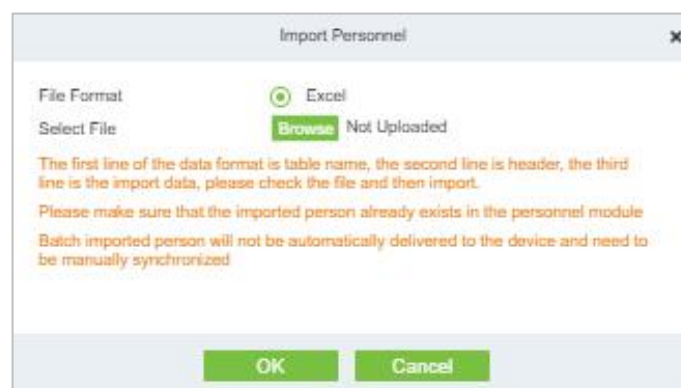 Import Personnel
File Format Excel
Select File Browse Not Uploaded
The first line of the data format is table name, the second line is header, the third
line is the import data, please check the file and then import.
Please make sure that the imported person already exists in the personnel module
Batch imported person will not be automatically delivered to the device and need to
be manually synchronized
OK Cancel